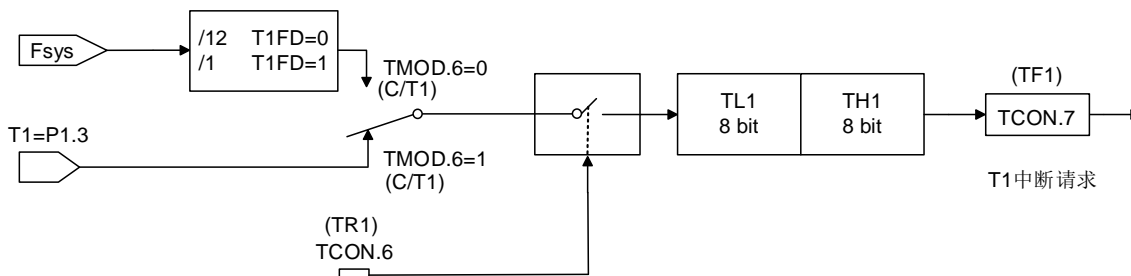 Fsys
/12 T1FD=0
/1 T1FD=1
TMOD.6=0
(C/T1)
T1=P1.3
TMOD.6=1
(C/T1)
(TR1)
TCON.6
TL1
8 bit
TH1
8 bit
(TF1)
TCON.7
T1中断请求